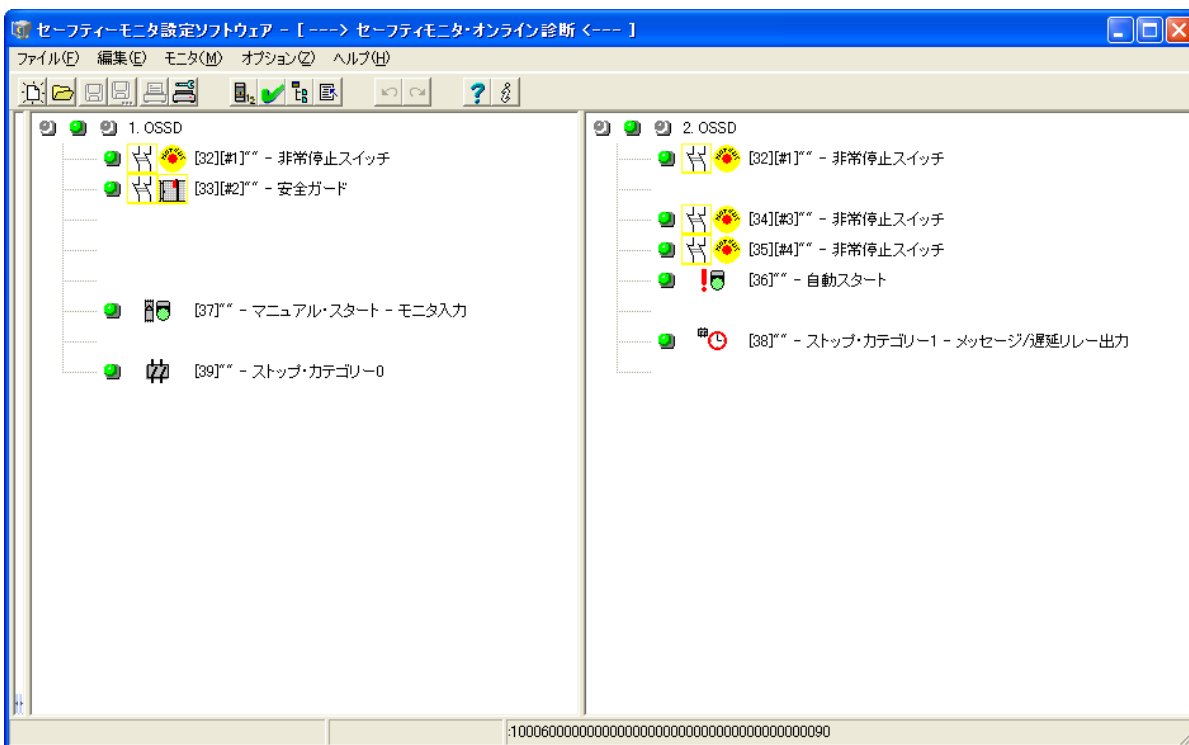 セーフティーモニタ設定ソフトウェア - [ ---> セーフティモニタ・オンライン診断 <--- ]
ファイル(F) 編集(E) モニタ(M) オプション(Z) ヘルプ(H)
1. OSSD
[32][#1]"" - 非常停止スイッチ
[33][#2]"" - 安全ガード
[37]"" - マニュアル・スタート - モニタ入力
[39]"" - ストップ・カテゴリー0
2. OSSD
[32][#1]"" - 非常停止スイッチ
[34][#3]"" - 非常停止スイッチ
[35][#4]"" - 非常停止スイッチ
[36]"" - 自動スタート
[38]"" - ストップ・カテゴリー1 - メッセージ/遅延リレー出力